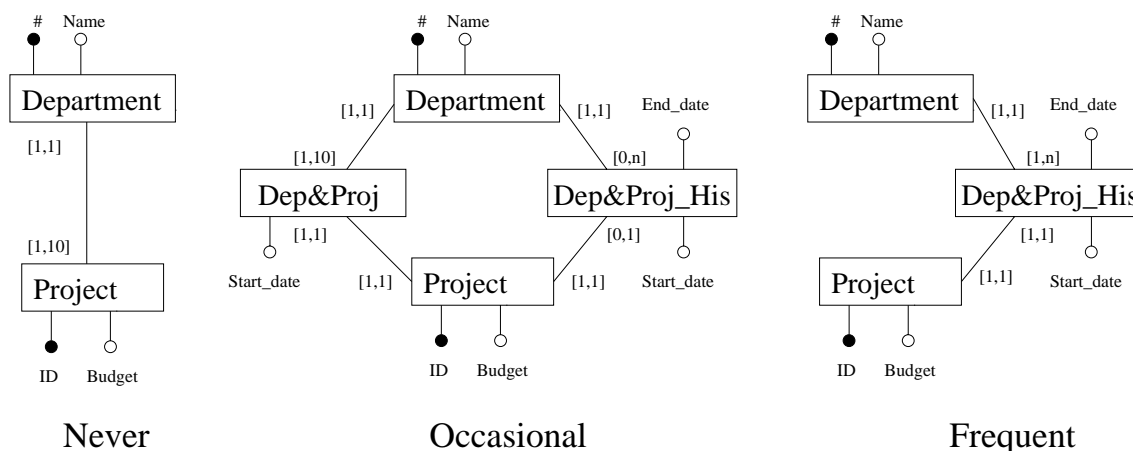 # Name
Department
[1,1]
[1,10]
Project
ID Budget
Never
# Name
Department
[1,1] [1,1] End_date
[1,10] [0,n]
Dep&Proj Dep&Proj_His
[1,1] [0,1]
Start_date [1,1] Project [1,1] Start_date
ID Budget
Occasional
# Name
Department
[1,1] End_date
[1,n]
Dep&Proj_His
[1,1]
Project [1,1] Start_date
ID Budget
Frequent